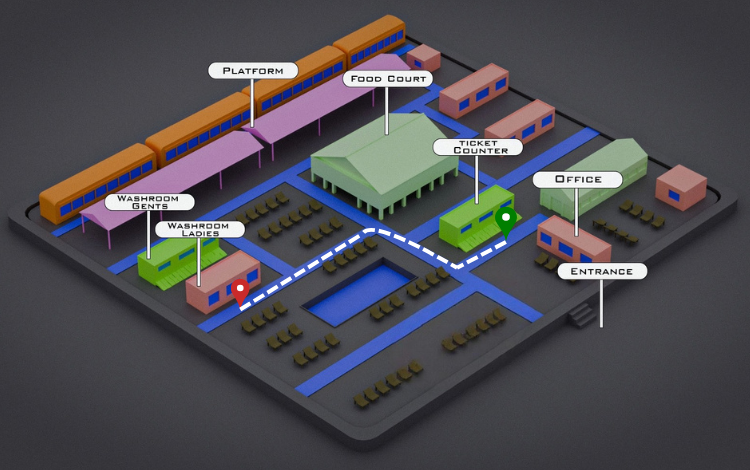 PLATFORM
FOOD COURT
TICKET
COUNTER
OFFICE
WASHROOM
GENTS
WASHROOM
LADIES
ENTRANCE